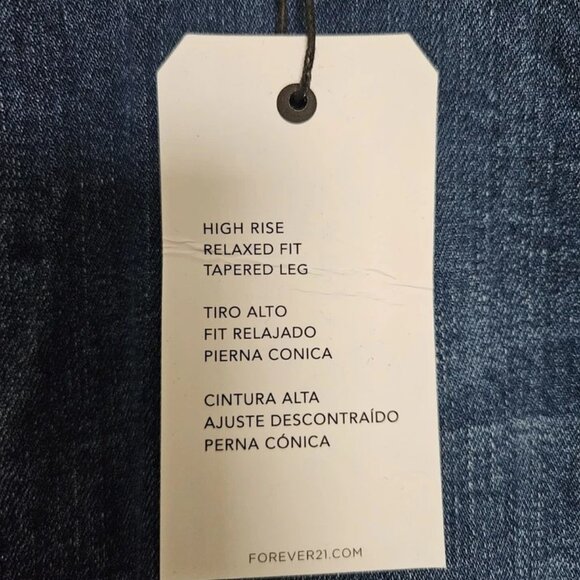 HIGH RISE
RELAXED FIT
TAPERED LEG
TIRO ALTO
FIT RELAJADO
PIERNA CONICA
CINTURA ALTA
AJUSTE DESCONTRAÍDO
PERNA CÓNICA
FOREVER21.COM